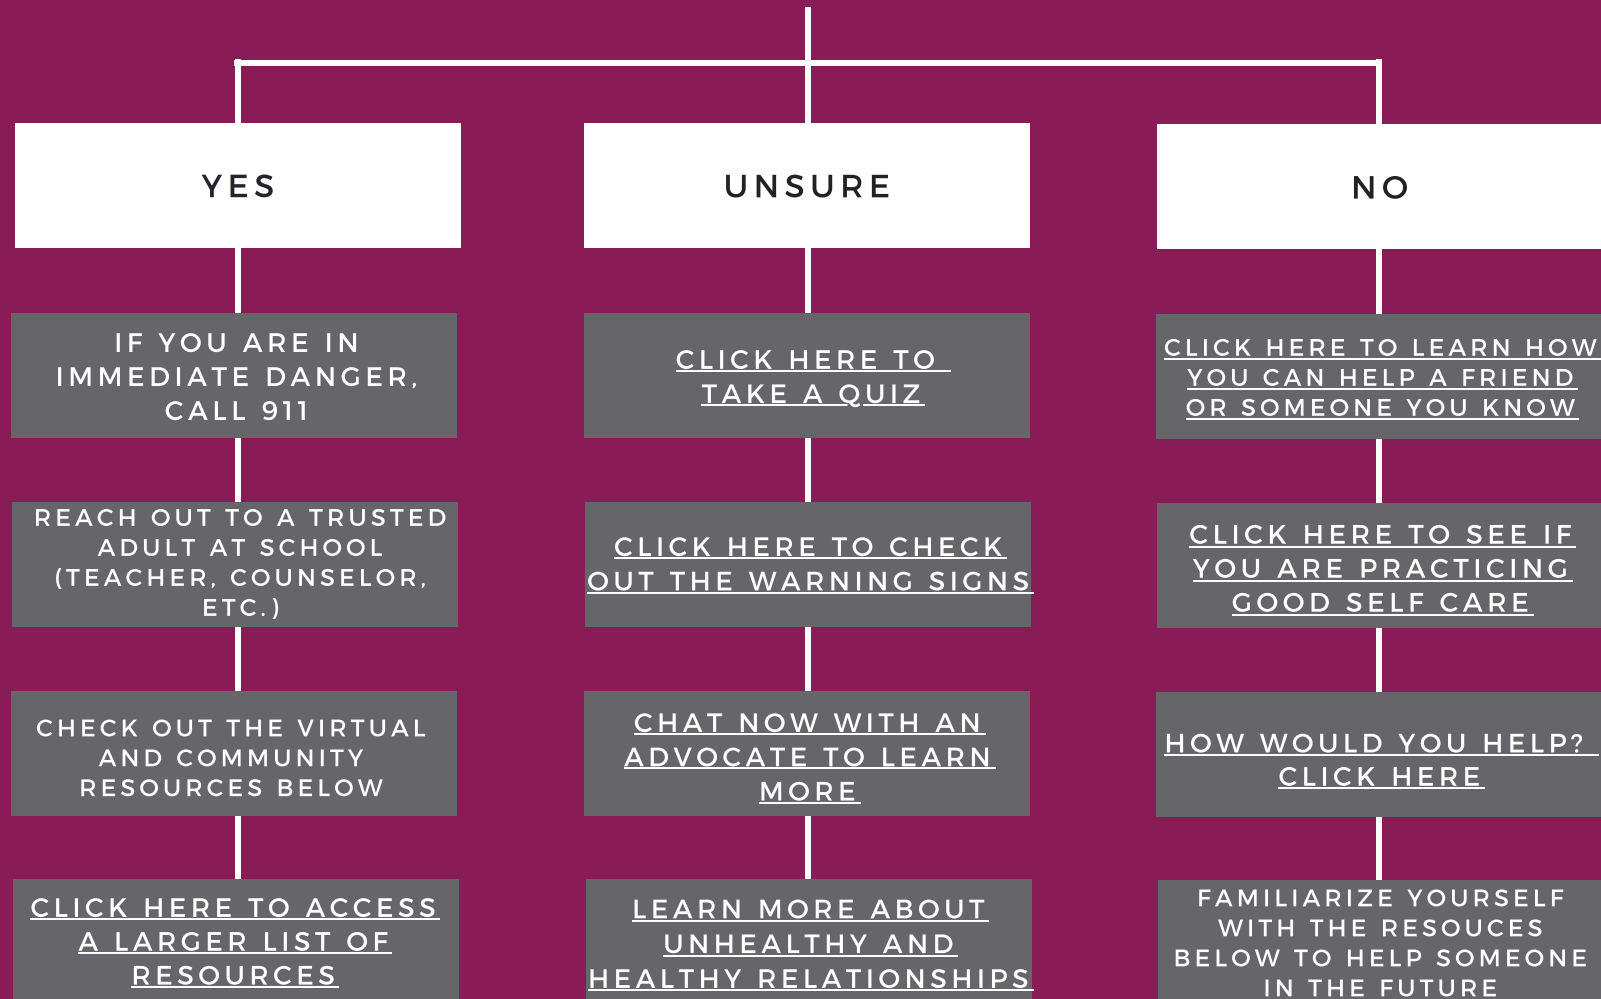 YES
IF YOU ARE IN
IMMEDIATE DANGER,
CALL 911
REACH OUT TO A TRUSTED
ADULT AT SCHOOL
(TEACHER, COUNSELOR,
ETC.)
CHECK OUT THE VIRTUAL
AND COMMUNITY
RESOURCES BELOW
CLICK HERE TO ACCESS
A LARGER LIST OF
RESOURCES
UNSURE
CLICK HERE TO
TAKE A QUIZ
CLICK HERE TO CHECK
OUT THE WARNING SIGNS
CHAT NOW WITH AN
ADVOCATE TO LEARN
MORE
LEARN MORE ABOUT
UNHEALTHY AND
HEALTHY RELATIONSHIPS
NO
CLICK HERE TO LEARN HOW
YOU CAN HELP A FRIEND
OR SOMEONE YOU KNOW
CLICK HERE TO SEE IF
YOU ARE PRACTICING
GOOD SELF CARE
HOW WOULD YOU HELP?
CLICK HERE
FAMILIARIZE YOURSELF
WITH THE RESOUCES
BELOW TO HELP SOMEONE
IN THE FUTURE